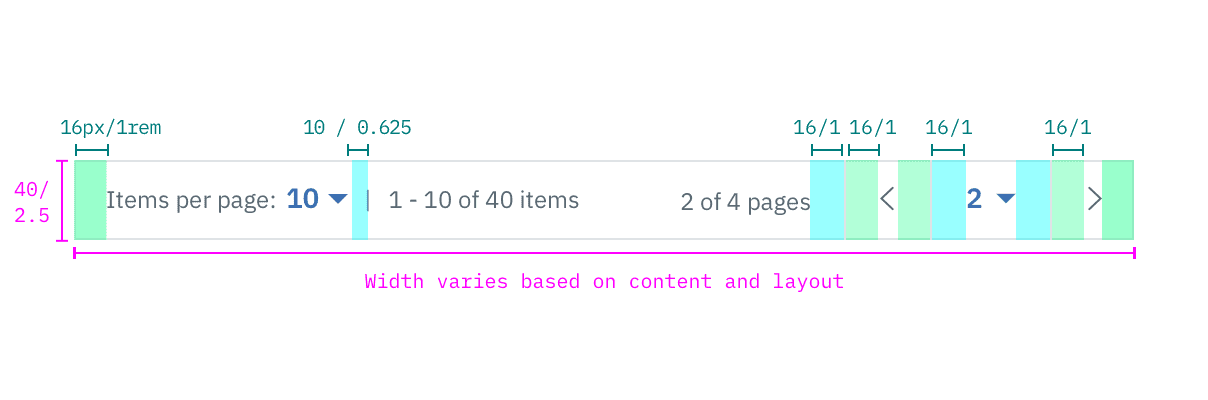 16px/1rem
10 / 0.625
16/1
16/1
16/1
16/1
40/
2.5
Items per page: 10
| 1 - 10 of 40 items
2 of 4 pages
2
Width varies based on content and layout